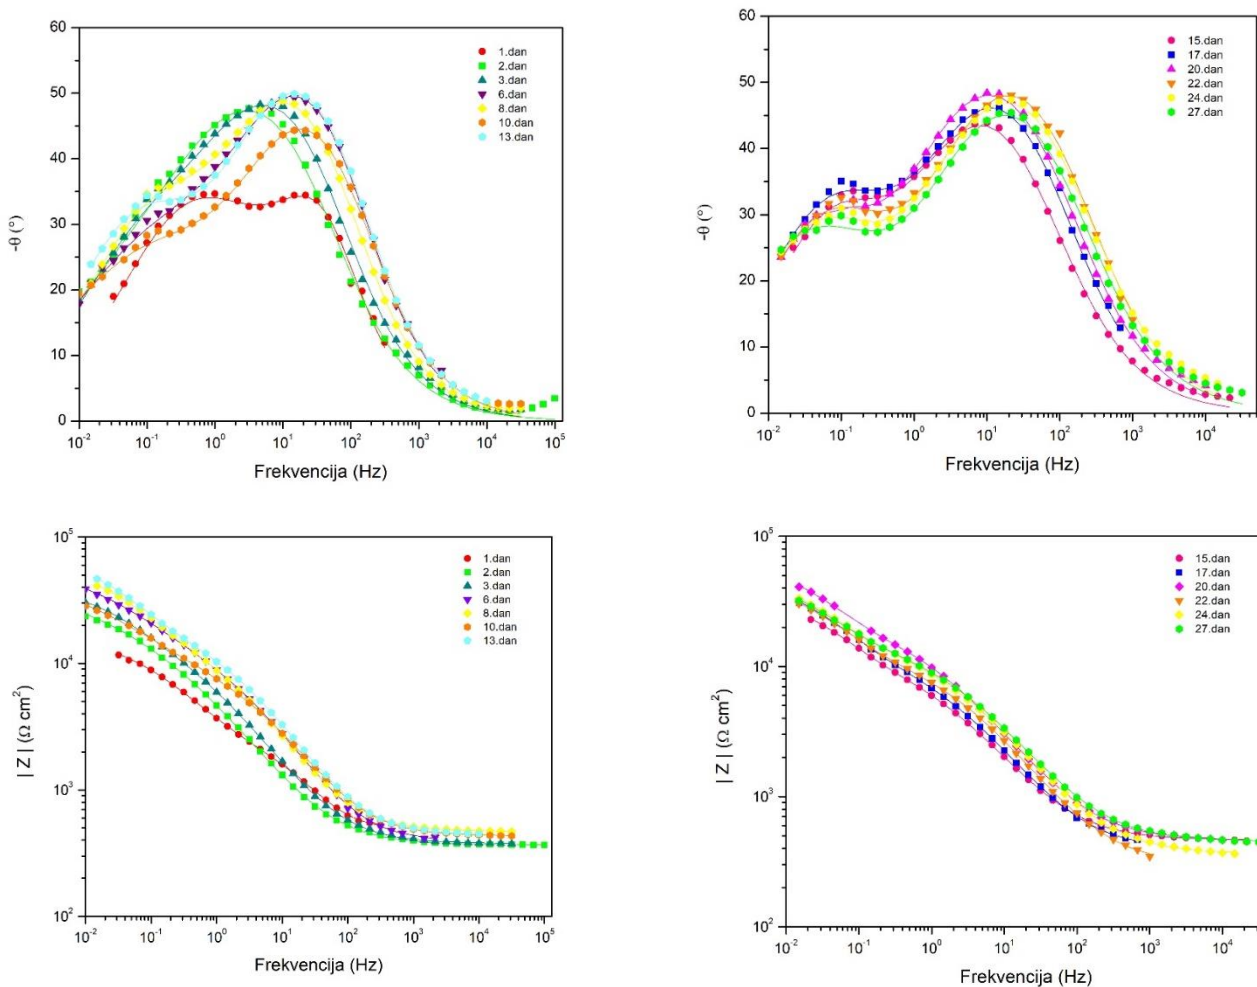 60
50
40
30
20
10
0
-θ (°)
1.dan
2.dan
3.dan
6.dan
8.dan
10.dan
13.dan
10⁻² 10⁻¹ 10⁰ 10¹ 10² 10³ 10⁴ 10⁵
Frekvencija (Hz)
60
50
40
30
20
10
0
-θ (°)
15.dan
17.dan
20.dan
22.dan
24.dan
27.dan
10⁻² 10⁻¹ 10⁰ 10¹ 10² 10³ 10⁴
Frekvencija (Hz)
10⁵
10⁴
10³
10²
| Z | (Ω cm²)
1.dan
2.dan
3.dan
6.dan
8.dan
10.dan
13.dan
10⁻² 10⁻¹ 10⁰ 10¹ 10² 10³ 10⁴ 10⁵
Frekvencija (Hz)
10⁵
10⁴
10³
10²
| Z | (Ω cm²)
15.dan
17.dan
20.dan
22.dan
24.dan
27.dan
10⁻² 10⁻¹ 10⁰ 10¹ 10² 10³ 10⁴
Frekvencija (Hz)